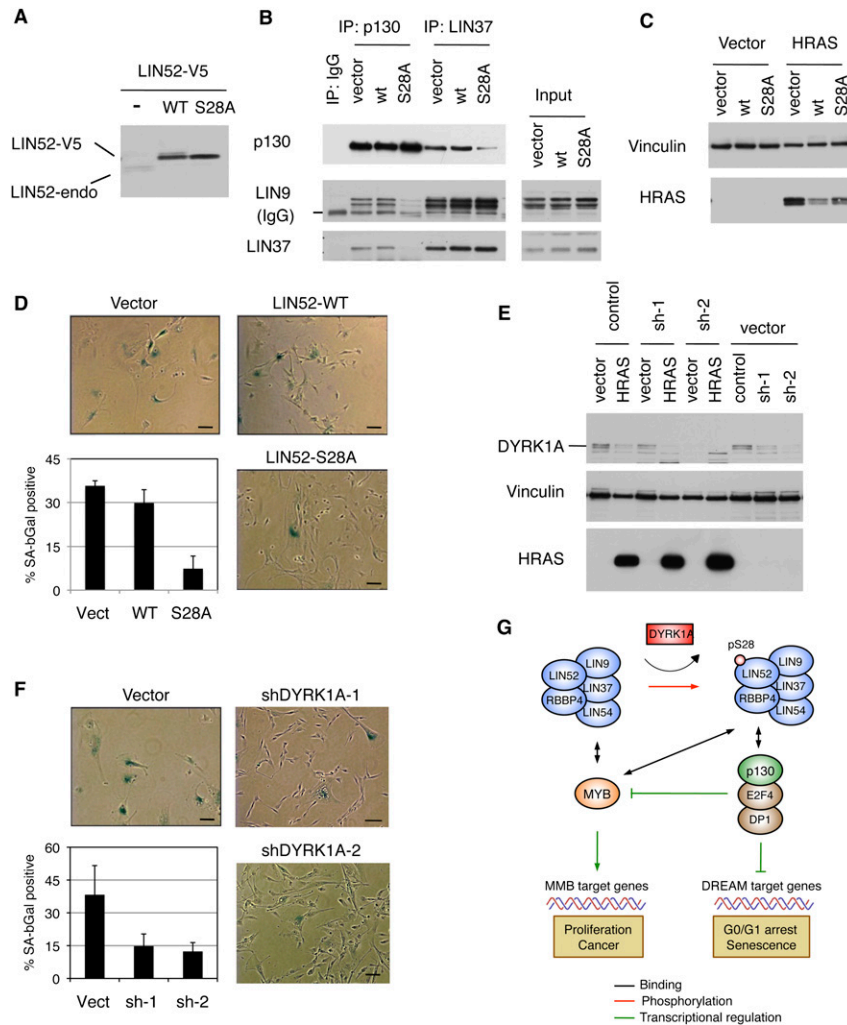 A
LIN52-V5
- WT S28A
LIN52-V5
LIN52-endo
B
IP: p130 IP: LIN37
IP: IgG
vector
wt
S28A
vector
wt
S28A
Input
vector
wt
S28A
p130
LIN9
(IgG)
LIN37
C
Vector HRAS
vector
wt
S28A
vector
wt
S28A
Vinculin
HRAS
D
Vector
LIN52-WT
LIN52-S28A
% SA-bGal positive
45
30
15
0
Vect WT S28A
E
control
sh-1
sh-2
vector
vector
HRAS
vector
HRAS
vector
HRAS
control
sh-1
sh-2
DYRK1A
Vinculin
HRAS
F
Vector
shDYRK1A-1
shDYRK1A-2
% SA-bGal positive
60
45
30
15
0
Vect sh-1 sh-2
G
DYRK1A
pS28
LIN9
LIN52
LIN37
RBBP4
LIN54
LIN9
LIN52
LIN37
RBBP4
LIN54
MYB
p130
E2F4
DP1
MMB target genes
DREAM target genes
Proliferation
Cancer
G0/G1 arrest
Senescence
Binding
Phosphorylation
Transcriptional regulation